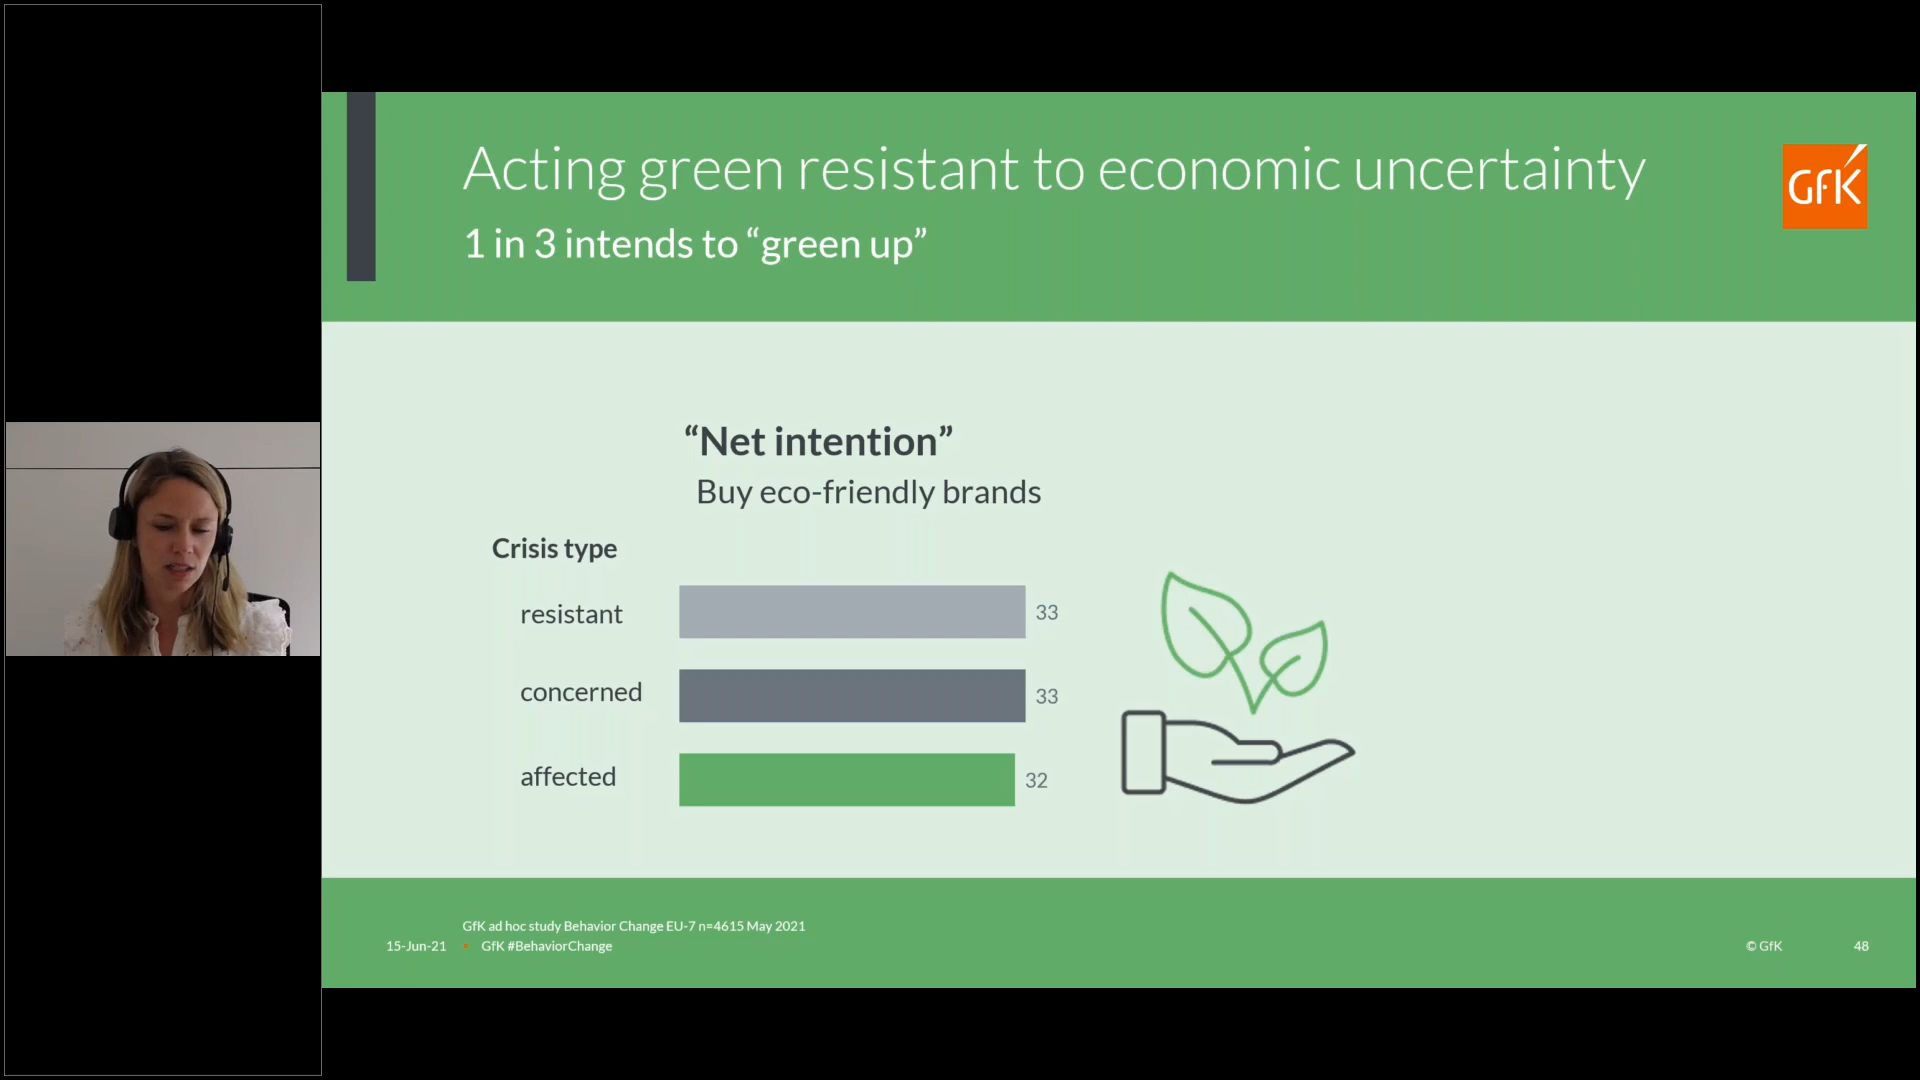 Acting green resistant to economic uncertainty
GfK
1 in 3 intends to “green up”
“Net intention”
Buy eco-friendly brands
Crisis type
resistant 33
concerned 33
affected 32
GfK ad hoc study Behavior Change EU-7 n=4615 May 2021
15-Jun-21 • GfK #BehaviorChange © GfK 48